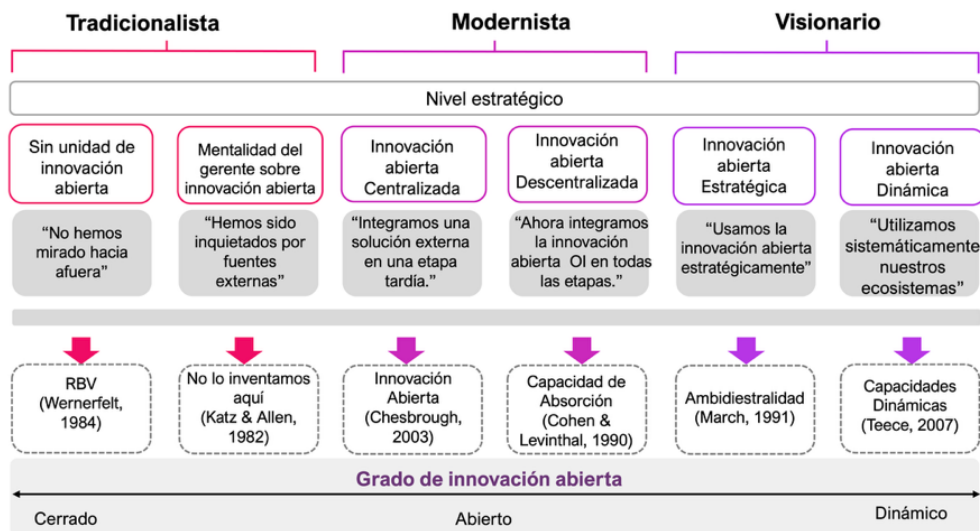 Tradicionalista
Modernista
Visionario
Nivel estratégico
Sin unidad de
innovación
abierta
Mentalidad del
gerente sobre
innovación abierta
Innovación
abierta
Centralizada
Innovación
abierta
Descentralizada
Innovación
abierta
Estratégica
Innovación
abierta
Dinámica
“No hemos
mirado hacia
afuera”
“Hemos sido
inquietados por
fuentes
externas”
“Integramos una
solución externa
en una etapa
tardía.”
“Ahora integramos
la innovación
abierta OI en todas
las etapas.”
“Usamos la
innovación abierta
estratégicamente”
“Utilizamos
sistemáticamente
nuestros
ecosistemas”
RBV
(Wernerfelt,
1984)
No lo inventamos
aquí
(Katz & Allen,
1982)
Innovación
Abierta
(Chesbrough,
2003)
Capacidad de
Absorción
(Cohen &
Levinthal, 1990)
Ambidiestralidad
(March, 1991)
Capacidades
Dinámicas
(Teece, 2007)
Grado de innovación abierta
Cerrado
Abierto
Dinámico